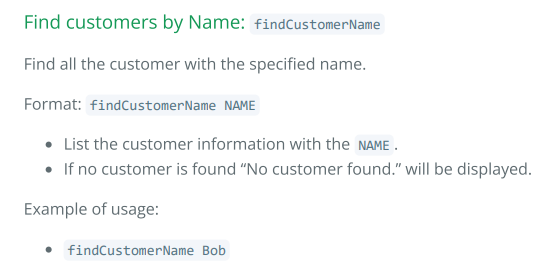 Find customers by Name: findCustomerName
Find all the customer with the specified name.
Format: findCustomerName NAME
• List the customer information with the NAME.
• If no customer is found “No customer found.” will be displayed.
Example of usage:
• findCustomerName Bob